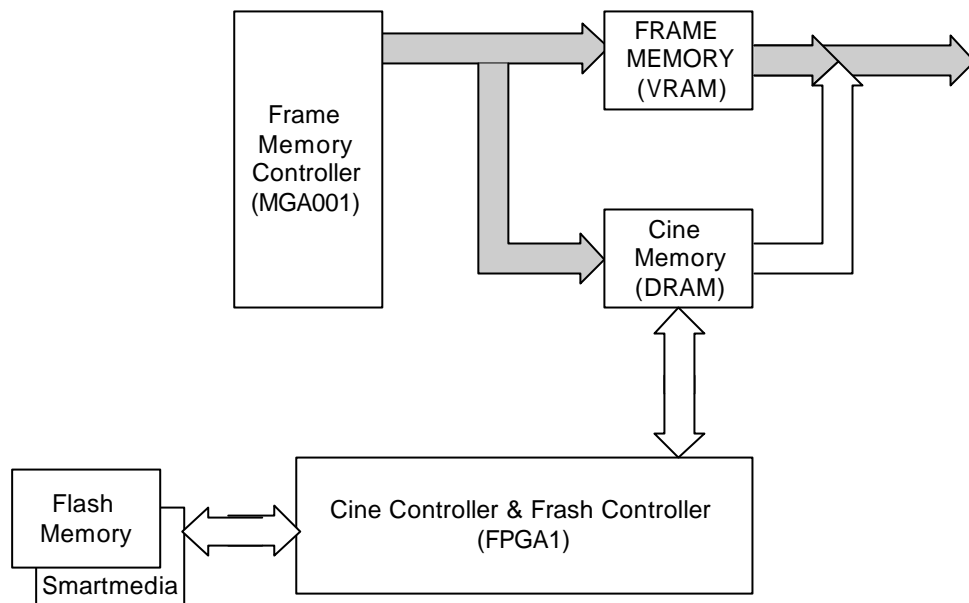 Frame
Memory
Controller
(MGA001)
FRAME
MEMORY
(VRAM)
Cine
Memory
(DRAM)
Cine Controller & Frash Controller
(FPGA1)
Flash
Memory
Smartmedia